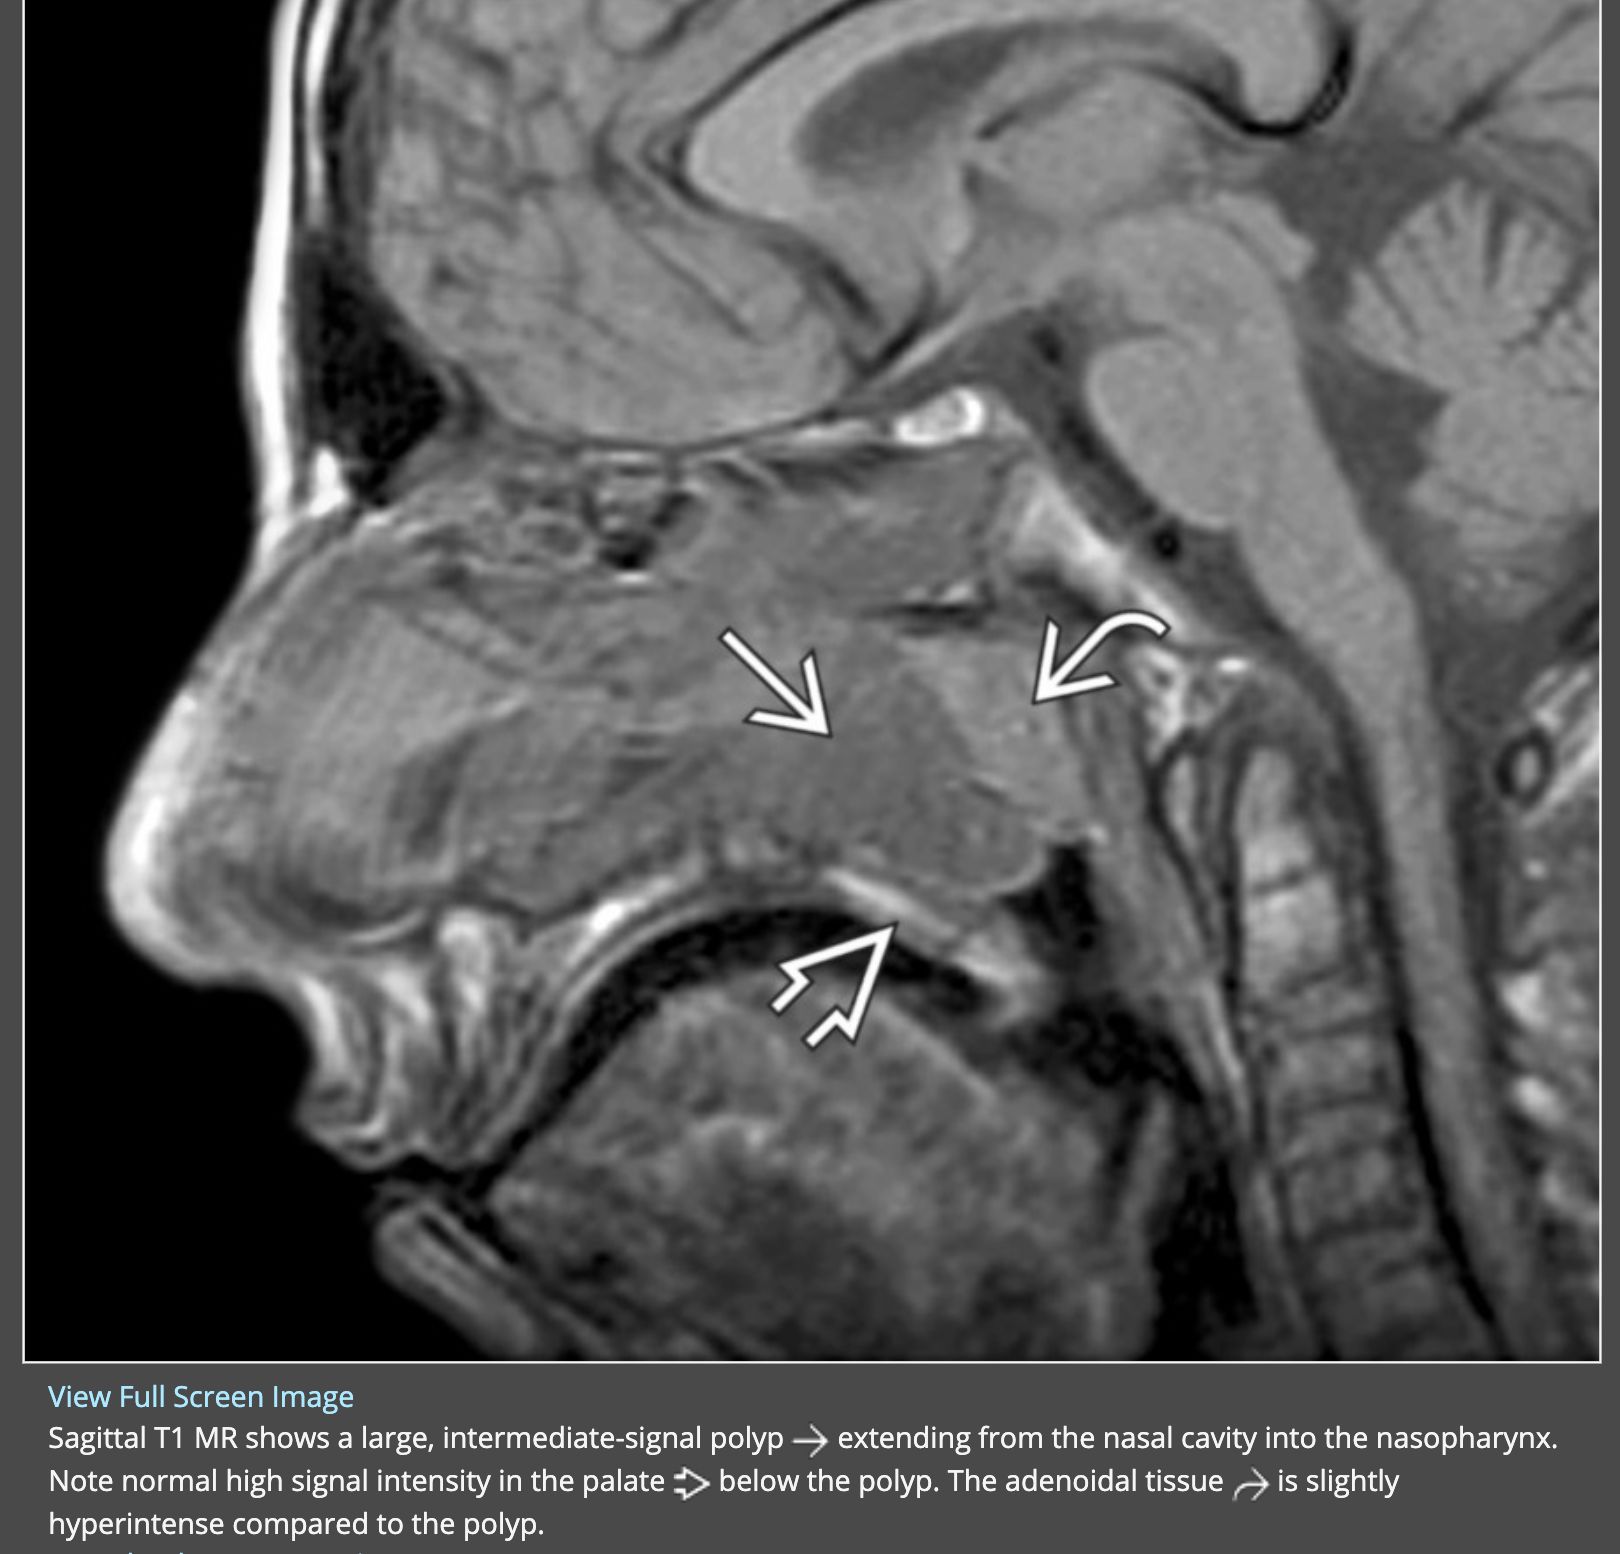 View Full Screen Image
Sagittal T1 MR shows a large, intermediate-signal polyp → extending from the nasal cavity into the nasopharynx.
Note normal high signal intensity in the palate below the polyp. The adenoidal tissue is slightly
hyperintense compared to the polyp.